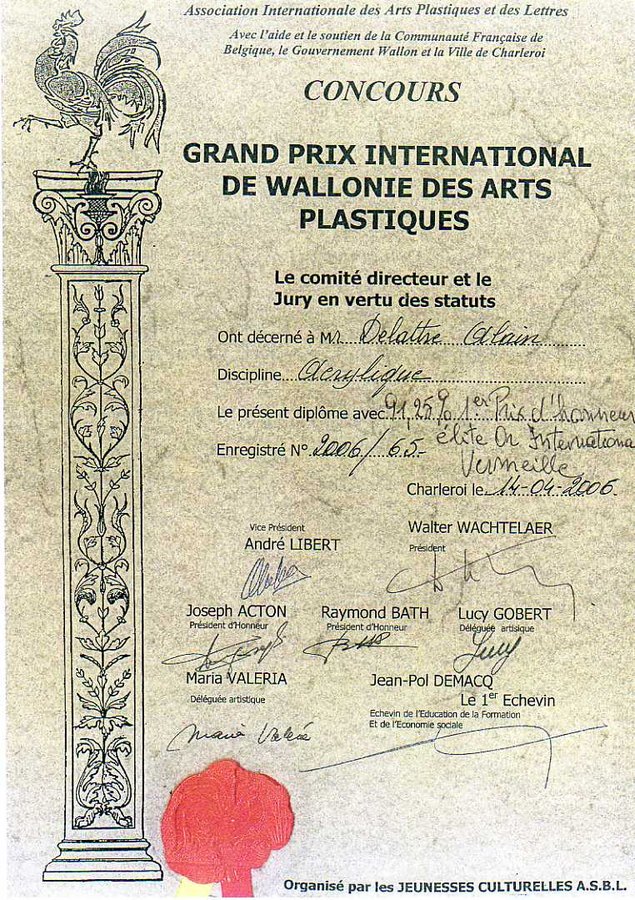 Association Internationale des Arts Plastiques et des Lettres
Avec l'aide et le soutien de la Communauté Française de
Belgique, le Gouvernement Wallon et la Ville de Charleroi
CONCOURS
GRAND PRIX INTERNATIONAL
DE WALLONIE DES ARTS
PLASTIQUES
Le comité directeur et le
Jury en vertu des statuts
Ont décerné à Mr Delattre Alain
Discipline Acrylique
Le présent diplôme avec 91,25% 1er Prix d'honneur
élite Or International
Vermeille
Enregistré N° 2006/65-
Charleroi le 14-04-2006
Vice Président
André LIBERT
Walter WACHTELAER
Président
Joseph ACTON
Président d'Honneur
Raymond BATH
Président d'Honneur
Lucy GOBERT
Déléguée artistique
Maria VALERIA
Déléguée artistique
Maria Valeria
Jean-Pol DEMACQ
Le 1er Echevin
Echevin de l'Education de la Formation
Et de l'Economie sociale
Organisé par les JEUNESSES CULTURELLES A.S.B.L.